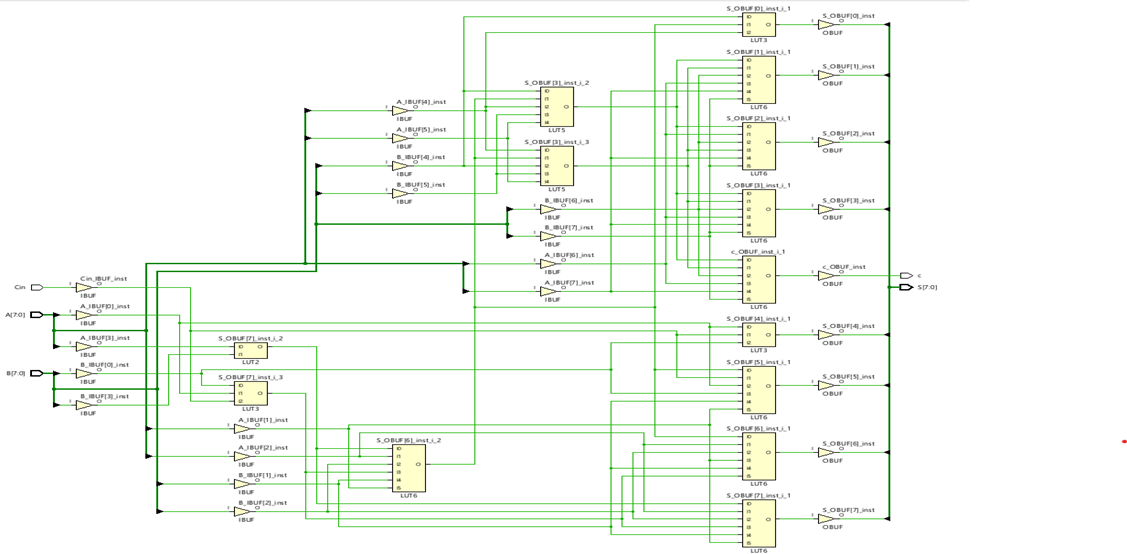 S_OBUF[0]_inst_i_1
I0
I1
I2
O
LUT3
S_OBUF[0]_inst
I
O
OBUF
S_OBUF[1]_inst_i_1
I0
I1
I2
I3
I4
I5
O
LUT6
S_OBUF[1]_inst
I
O
OBUF
S_OBUF[3]_inst_i_2
I0
I1
I2
I3
I4
O
LUT5
A_IBUF[4]_inst
I
O
IBUF
S_OBUF[2]_inst_i_1
I0
I1
I2
I3
I4
I5
O
LUT6
S_OBUF[2]_inst
I
O
OBUF
A_IBUF[5]_inst
I
O
IBUF
S_OBUF[3]_inst_i_3
I0
I1
I2
I3
I4
O
LUT5
B_IBUF[4]_inst
I
O
IBUF
B_IBUF[5]_inst
I
O
IBUF
S_OBUF[3]_inst_i_1
I0
I1
I2
I3
I4
I5
O
LUT6
S_OBUF[3]_inst
I
O
OBUF
B_IBUF[6]_inst
I
O
IBUF
B_IBUF[7]_inst
I
O
IBUF
c_OBUF_inst_i_1
I0
I1
I2
I3
I4
I5
O
LUT6
c_OBUF_inst
I
O
OBUF
c
S[7:0]
A_IBUF[6]_inst
I
O
IBUF
A_IBUF[7]_inst
I
O
IBUF
Cin
Cin_IBUF_inst
I
O
IBUF
A[7:0]
A_IBUF[0]_inst
I
O
IBUF
A_IBUF[3]_inst
I
O
IBUF
S_OBUF[7]_inst_i_2
I0
I1
O
LUT2
S_OBUF[4]_inst_i_1
I0
I1
I2
O
LUT3
S_OBUF[4]_inst
I
O
OBUF
B[7:0]
B_IBUF[0]_inst
I
O
IBUF
B_IBUF[3]_inst
I
O
IBUF
S_OBUF[7]_inst_i_3
I0
I1
I2
O
LUT3
S_OBUF[5]_inst_i_1
I0
I1
I2
I3
I4
I5
O
LUT6
S_OBUF[5]_inst
I
O
OBUF
A_IBUF[1]_inst
I
O
IBUF
A_IBUF[2]_inst
I
O
IBUF
S_OBUF[6]_inst_i_2
I0
I1
I2
I3
I4
I5
O
LUT6
S_OBUF[6]_inst_i_1
I0
I1
I2
I3
I4
I5
O
LUT6
S_OBUF[6]_inst
I
O
OBUF
B_IBUF[1]_inst
I
O
IBUF
B_IBUF[2]_inst
I
O
IBUF
S_OBUF[7]_inst_i_1
I0
I1
I2
I3
I4
I5
O
LUT6
S_OBUF[7]_inst
I
O
OBUF